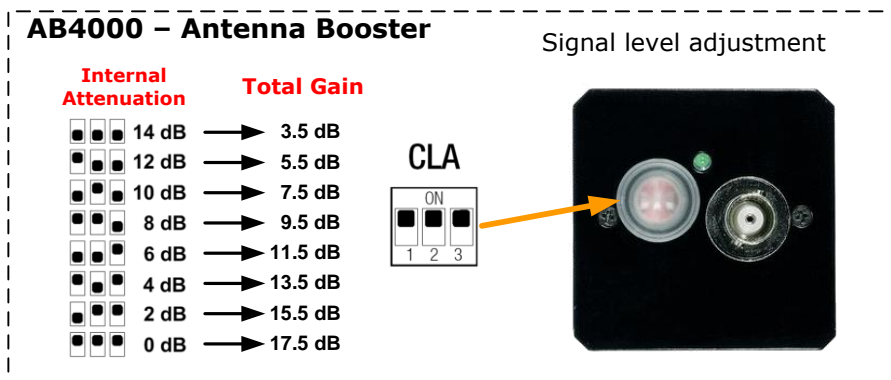 AB4000 – Antenna Booster
Signal level adjustment
Internal
Attenuation
Total Gain
14 dB 3.5 dB
12 dB 5.5 dB
10 dB 7.5 dB
8 dB 9.5 dB
6 dB 11.5 dB
4 dB 13.5 dB
2 dB 15.5 dB
0 dB 17.5 dB
CLA
ON
1 2 3